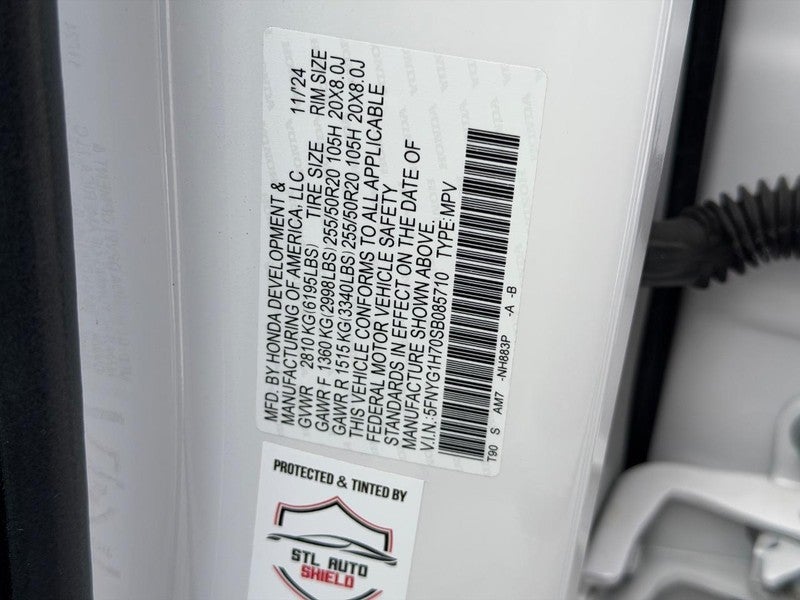 MFD. BY HONDA DEVELOPMENT &
MANUFACTURING OF AMERICA, LLC 11/'24
GVWR 2810 KG(6195LBS) TIRE SIZE RIM SIZE
GAWR F 1360 KG(2998LBS)255/50R20 105H 20X8.0J
GAWR R 1515 KG(3340LBS)255/50R20 105H 20X8.0J
THIS VEHICLE CONFORMS TO ALL APPLICABLE
FEDERAL MOTOR VEHICLE SAFETY
STANDARDS IN EFFECT ON THE DATE OF
MANUFACTURE SHOWN ABOVE.
V.I.N.:5FNYG1H70SB085710 TYPE:MPV
T90 S AM7 -NH883P -A -B
PROTECTED & TINTED BY
STL AUTO
SHIELD